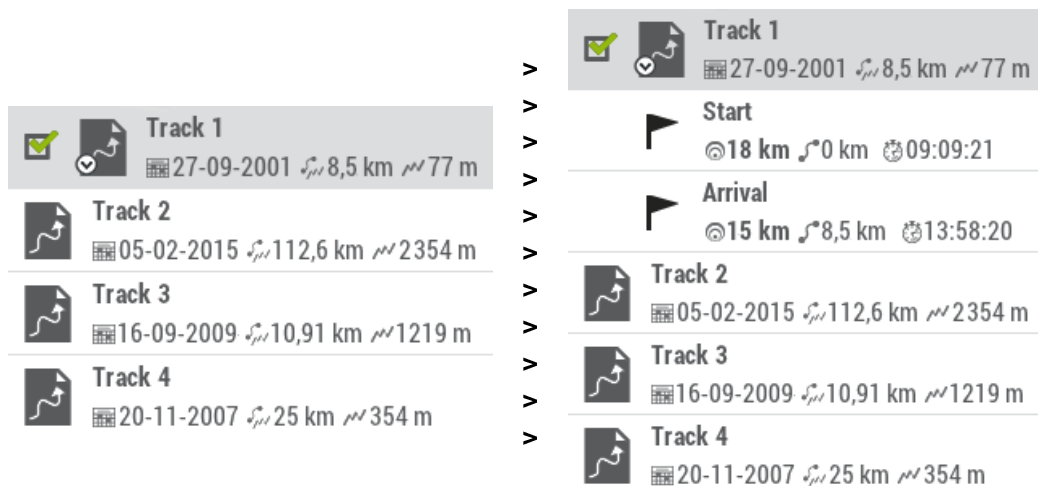 Track 1
27-09-2001 8,5 km 77 m
Track 2
05-02-2015 112,6 km 2354 m
Track 3
16-09-2009 10,91 km 1219 m
Track 4
20-11-2007 25 km 354 m
>
>
>
>
>
>
>
>
>
>
>
Track 1
27-09-2001 8,5 km 77 m
Start
18 km 0 km 09:09:21
Arrival
15 km 8,5 km 13:58:20
Track 2
05-02-2015 112,6 km 2354 m
Track 3
16-09-2009 10,91 km 1219 m
Track 4
20-11-2007 25 km 354 m